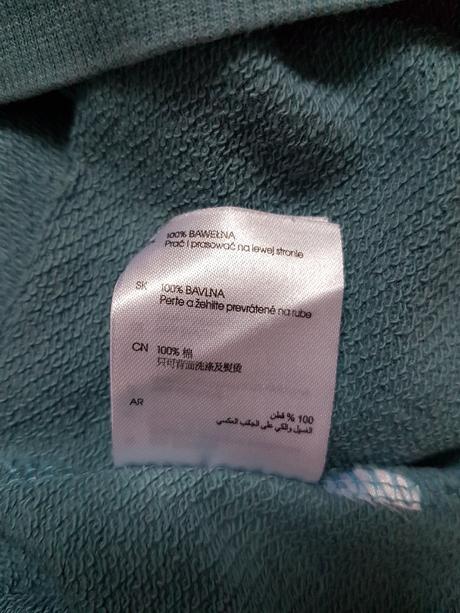 100% BAWEŁNA
Prać i prasować na lewej stronie
SK 100% BAVLNA
Perte a žehlite prevrátené na rube
CN 100% 棉
只可背面洗涤及熨烫
AR
100 % قطن
الغسيل والكي على الجانب العكسي